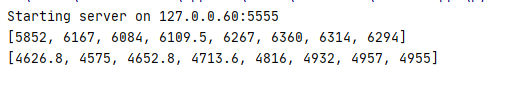 Starting server on 127.0.0.60:5555
[5852, 6167, 6084, 6109.5, 6267, 6360, 6314, 6294]
[4626.8, 4575, 4652.8, 4713.6, 4816, 4932, 4957, 4955]